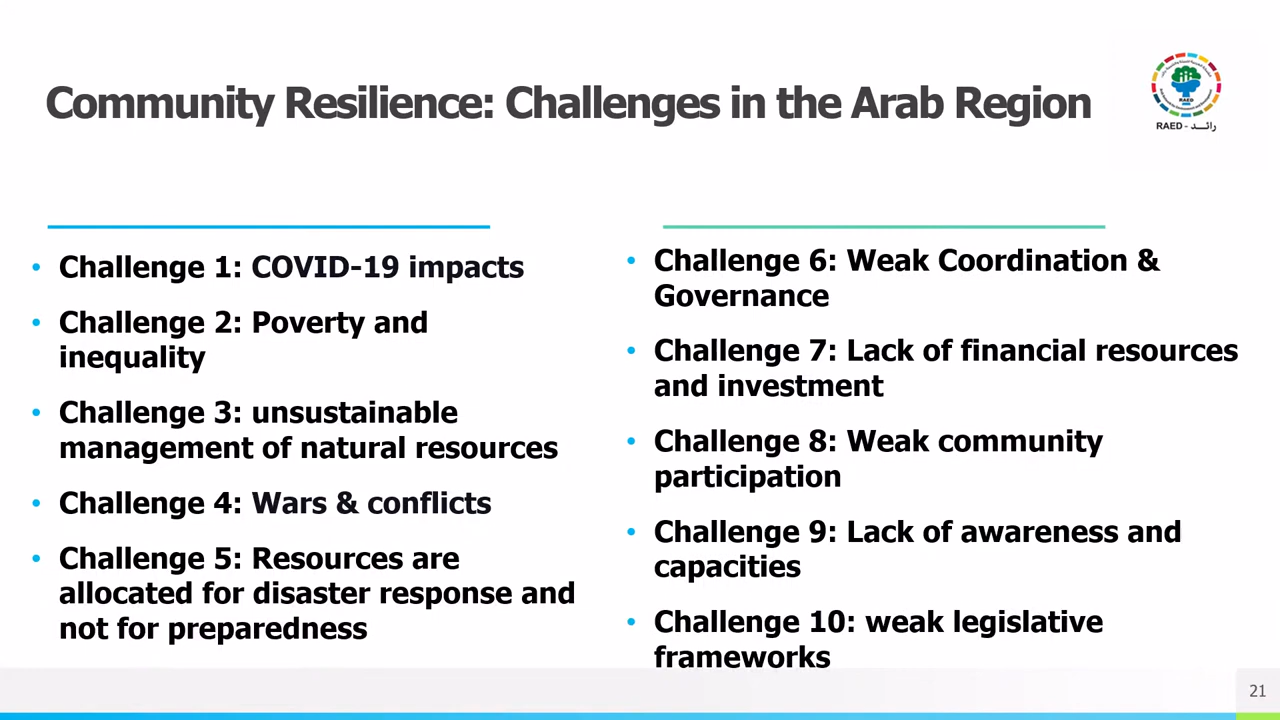 Community Resilience: Challenges in the Arab Region
RAED
RAED - رائـــد
• Challenge 1: COVID-19 impacts
• Challenge 2: Poverty and
inequality
• Challenge 3: unsustainable
management of natural resources
• Challenge 4: Wars & conflicts
• Challenge 5: Resources are
allocated for disaster response and
not for preparedness
• Challenge 6: Weak Coordination &
Governance
• Challenge 7: Lack of financial resources
and investment
• Challenge 8: Weak community
participation
• Challenge 9: Lack of awareness and
capacities
• Challenge 10: weak legislative
frameworks
21